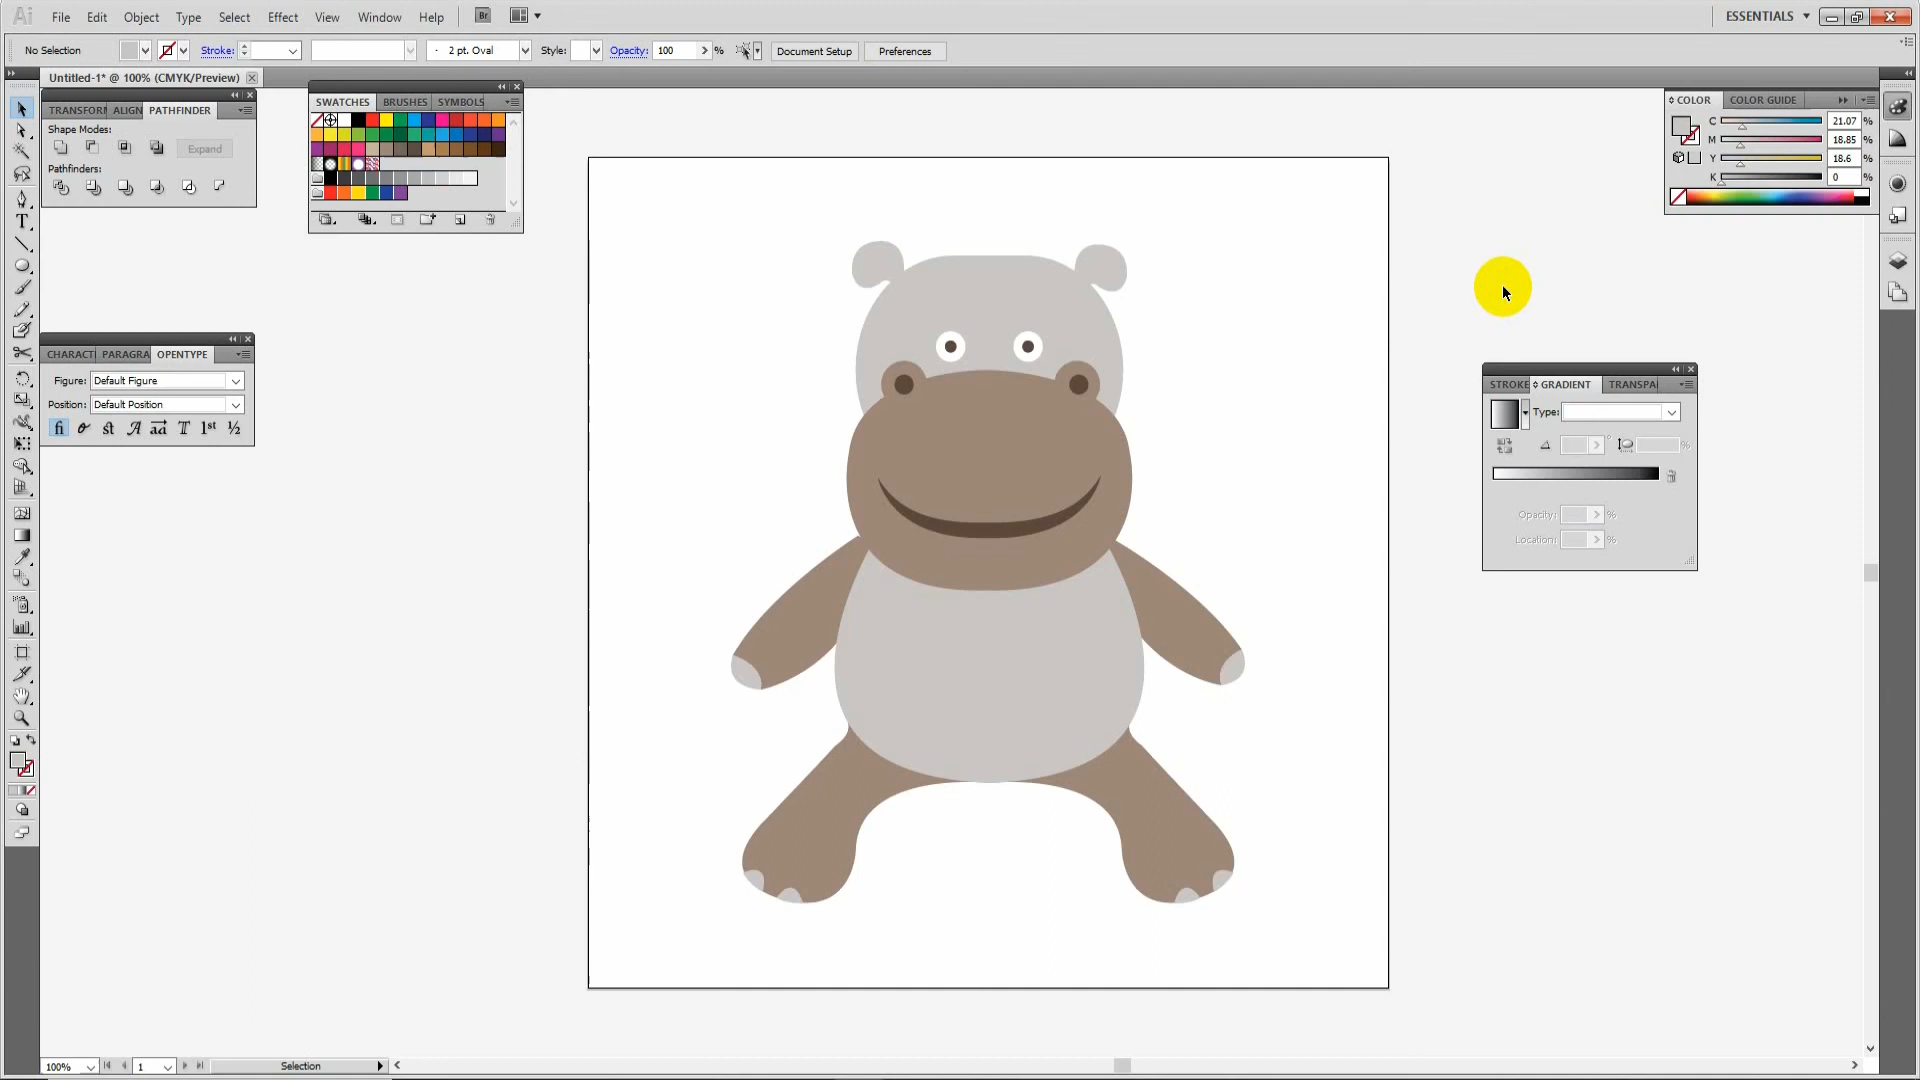 Ai File Edit Object Type Select Effect View Window Help Br ESSENTIALS
No Selection Stroke: 2 pt. Oval Style: Opacity: 100 % Document Setup Preferences
Untitled-1* @ 100% (CMYK/Preview)
TRANSFORM ALIGN PATHFINDER
Shape Modes:
Expand
Pathfinders:
SWATCHES BRUSHES SYMBOLS
COLOR COLOR GUIDE
C 21.07 %
M 18.85 %
Y 18.6 %
K 0 %
CHARACT PARAGRA OPENTYPE
Figure: Default Figure
Position: Default Position
fi st A aa T 1st ½
STROKE GRADIENT TRANSPA
Type:
%
Opacity: %
Location: %
100% 1 Selection